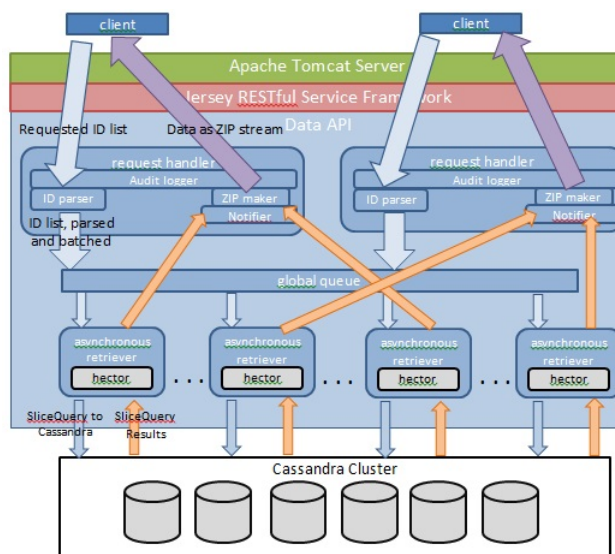 client
client
Apache Tomcat Server
Jersey RESTful Service Framework
Data API
Requested ID list
Data as ZIP stream
request handler
Audit logger
ID parser
ZIP maker
Notifier
ID list, parsed
and batched
request handler
Audit logger
ID parser
ZIP maker
Notifier
global queue
asynchronous
retriever
hector
. . .
asynchronous
retriever
hector
. . .
asynchronous
retriever
hector
. . .
asynchronous
retriever
hector
SliceQuery to
Cassandra
SliceQuery
Results
Cassandra Cluster